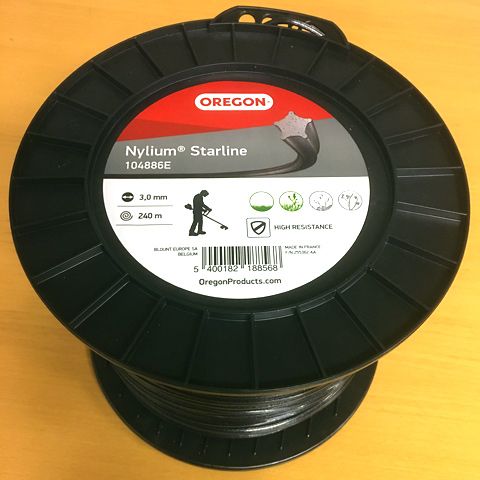 OREGON
Nylium® Starline
104886E
3,0 mm
240 m
HIGH RESISTANCE
BLOUNT EUROPE SA
BELGIUM
MADE IN FRANCE
5 400182 188568
OregonProducts.com